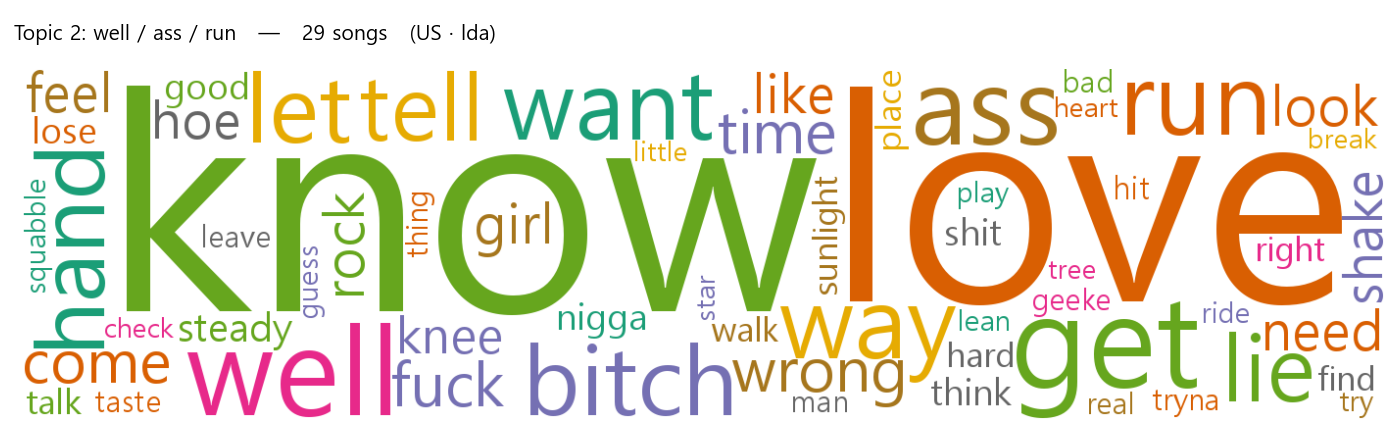 Topic 2: well / ass / run — 29 songs (US · lda)
feel
good
lettell
want
like
place
ass
bad
run
look
lose
hoe
time
heart
break
little
know
love
hand
squabble
leave
guess
rock
thing
girl
sunlight
play
shit
hit
right
shake
tree
geeke
star
check
steady
well
knee
nigga
walk
way
lean
get
ride
need
come
fuck
bitch
wrong
hard
lie
find
talk
taste
man
think
real
tryna
try